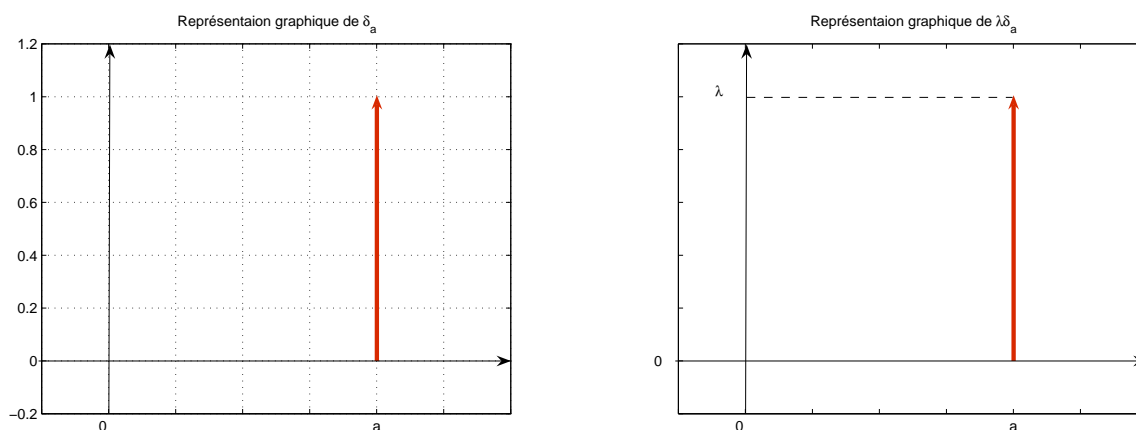 Représentaion graphique de δa
1.2
1
0.8
0.6
0.4
0.2
0
−0.2
0
a
Représentaion graphique de λδa
λ
0
0
a